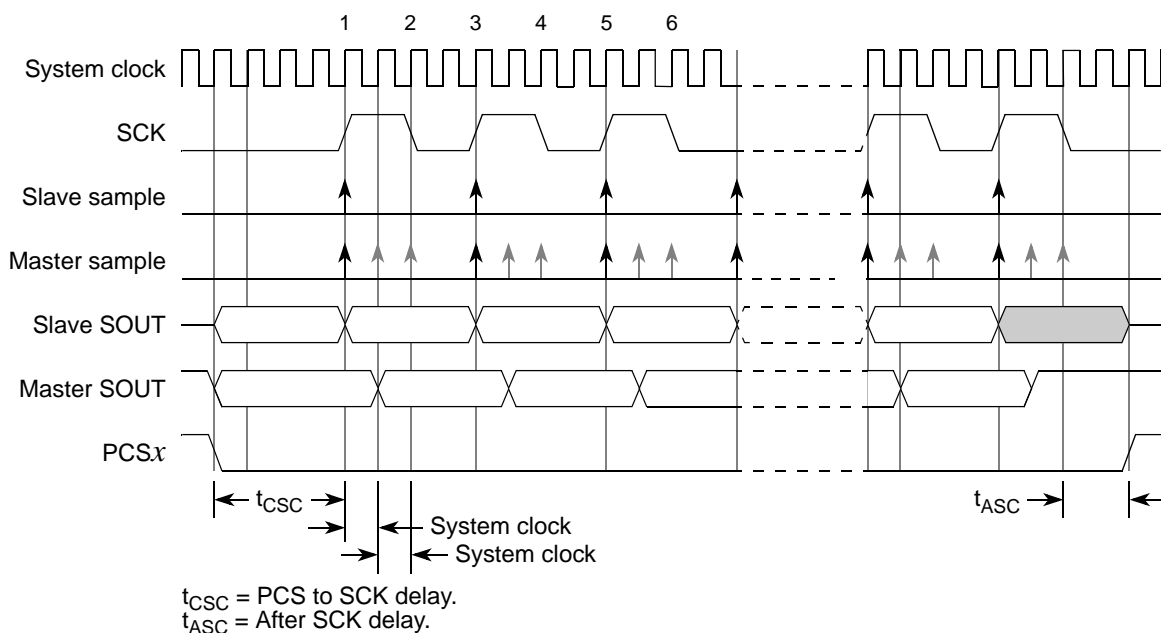 1 2 3 4 5 6
System clock
SCK
Slave sample
Master sample
Slave SOUT
Master SOUT
PCSx
tCSC
tASC
System clock
System clock
tCSC = PCS to SCK delay.
tASC = After SCK delay.